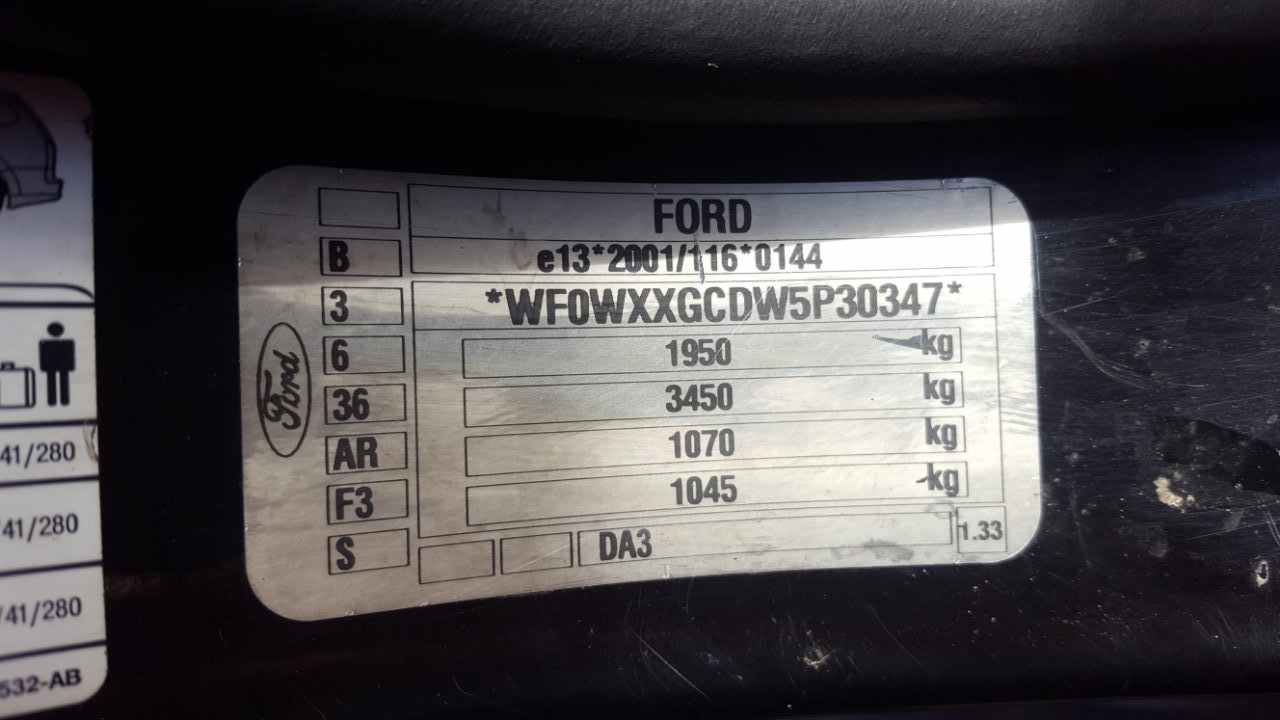 FORD
B e13*2001/116*0144
3 *WF0WXXGCDW5P30347*
6 1950 kg
36 3450 kg
AR 1070 kg
F3 1045 kg
S DA3 1.33
Ford
41/280
41/280
/41/280
532-AB